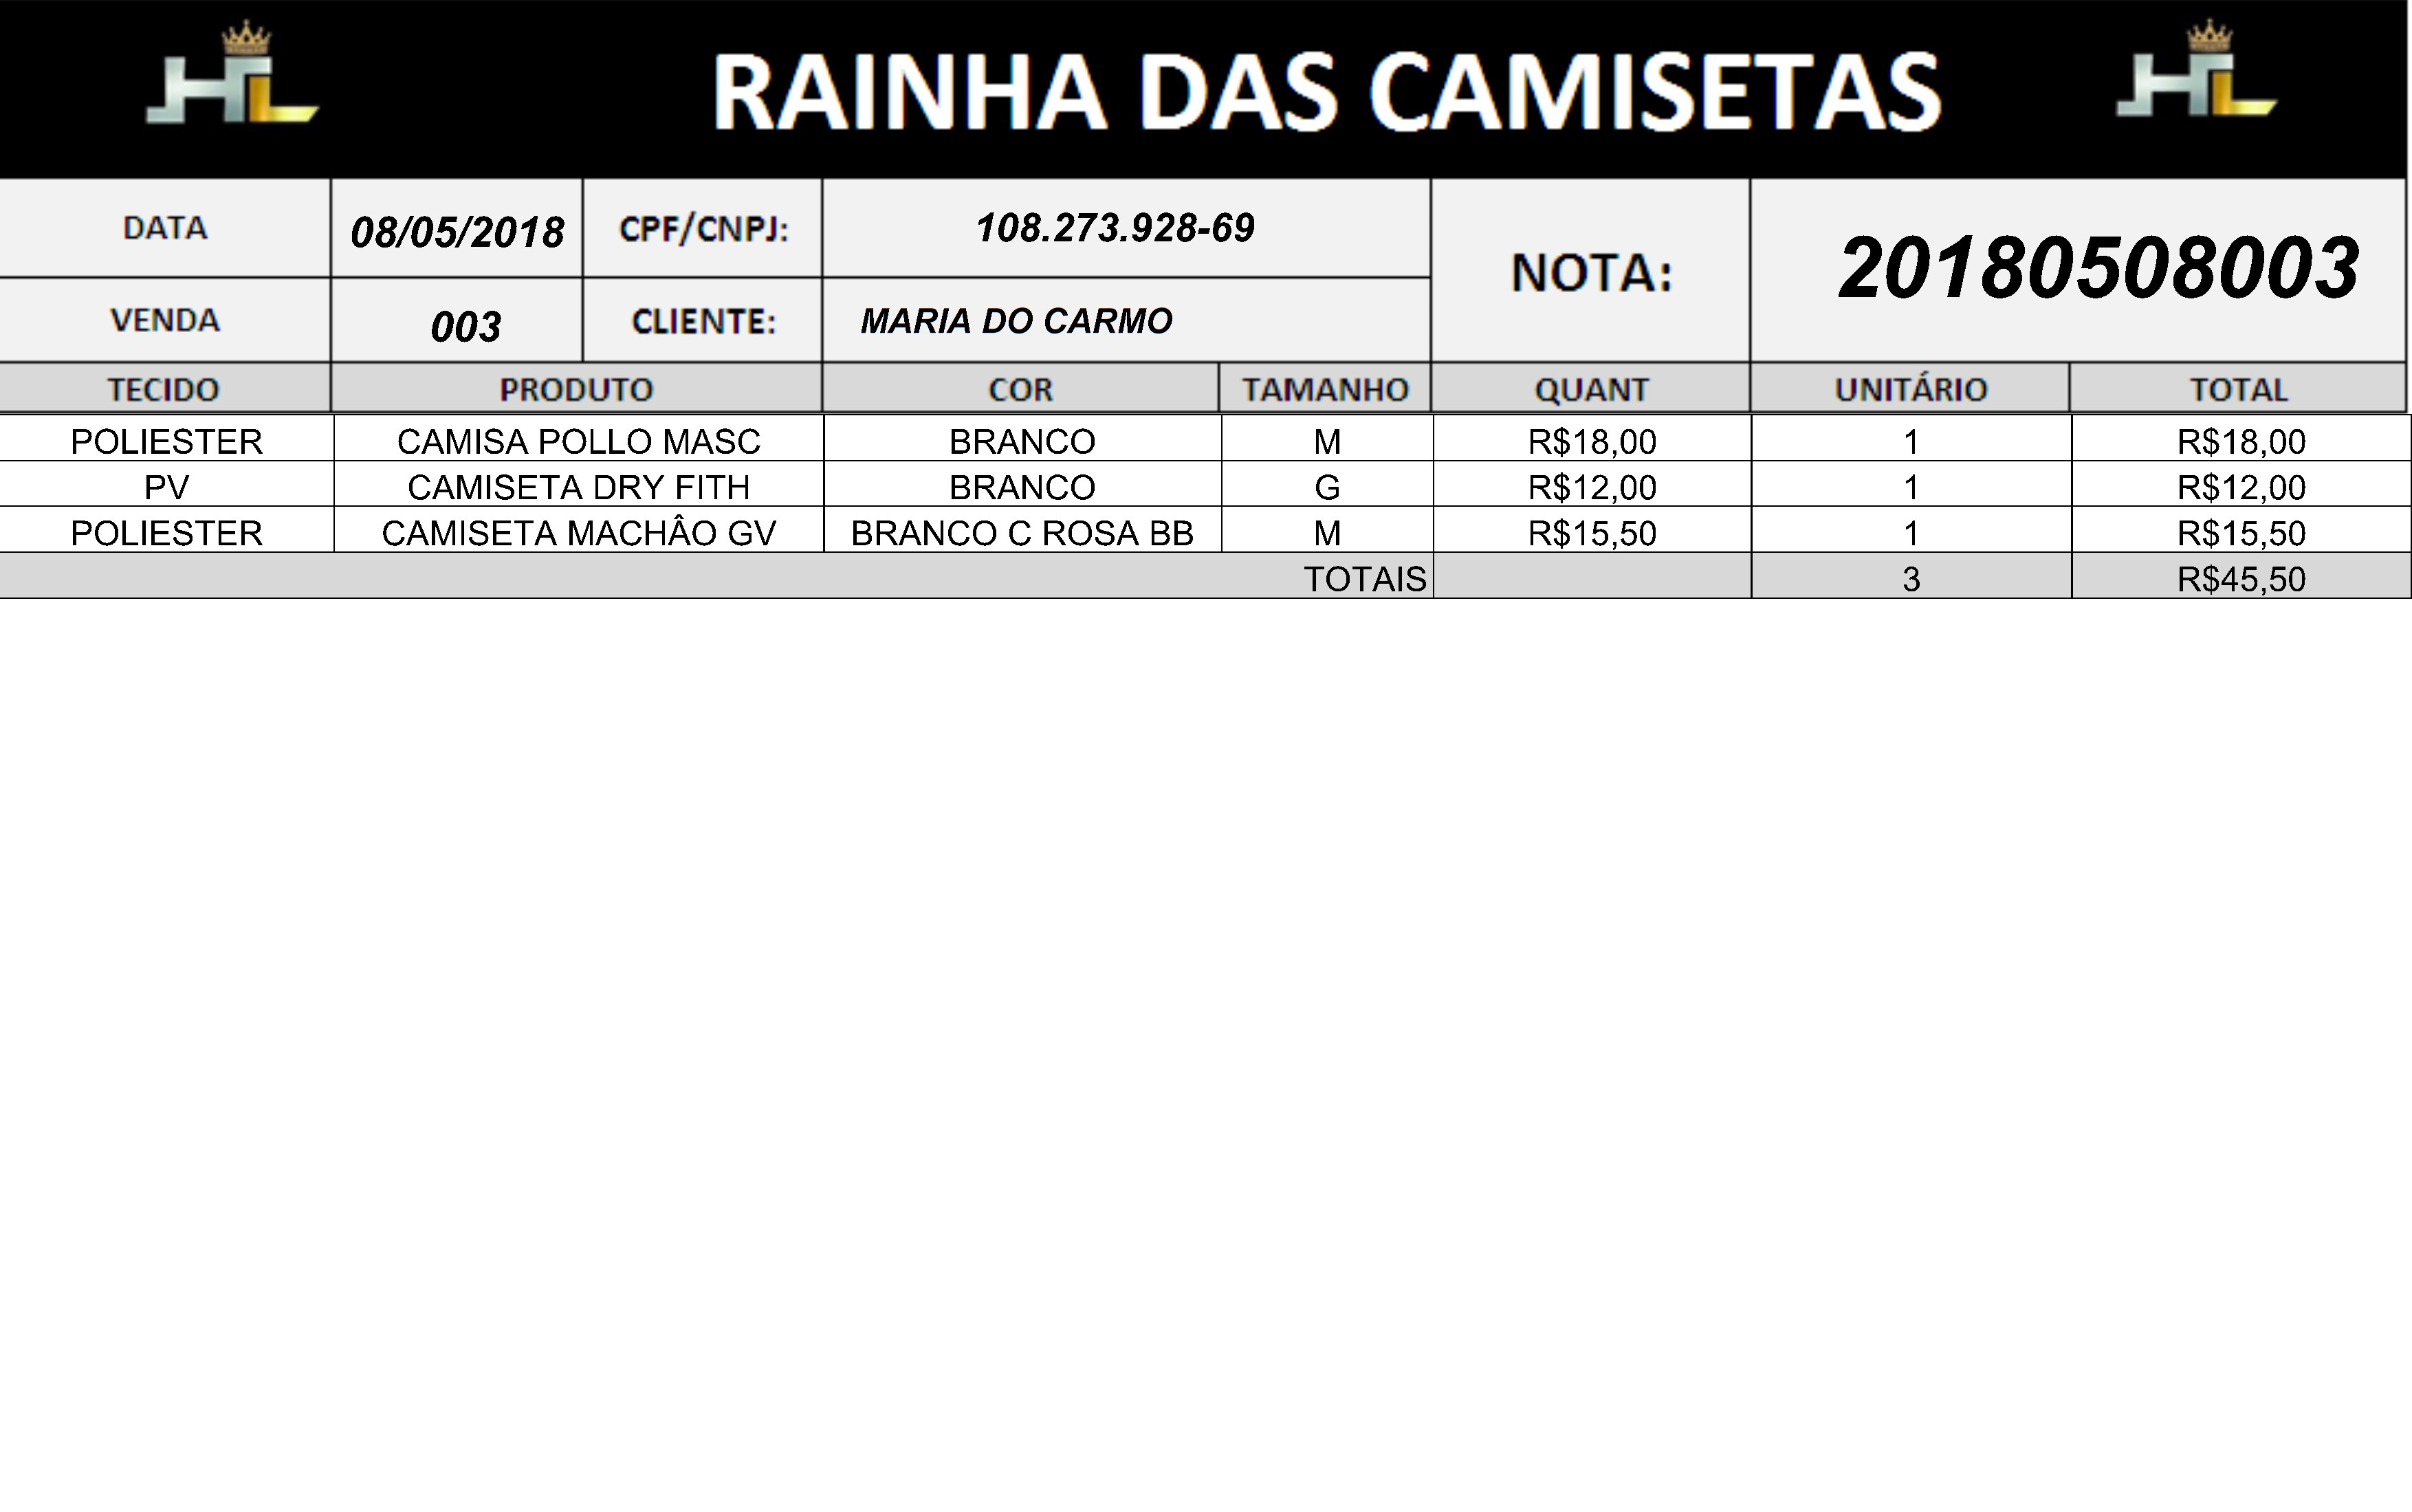 HL RAINHA DAS CAMISETAS HL
DATA 08/05/2018 CPF/CNPJ: 108.273.928-69 NOTA: 20180508003
VENDA 003 CLIENTE: MARIA DO CARMO
TECIDO PRODUTO COR TAMANHO QUANT UNITÁRIO TOTAL
POLIESTER CAMISA POLLO MASC BRANCO M R$18,00 1 R$18,00
PV CAMISETA DRY FITH BRANCO G R$12,00 1 R$12,00
POLIESTER CAMISETA MACHÂO GV BRANCO C ROSA BB M R$15,50 1 R$15,50
TOTAIS 3 R$45,50